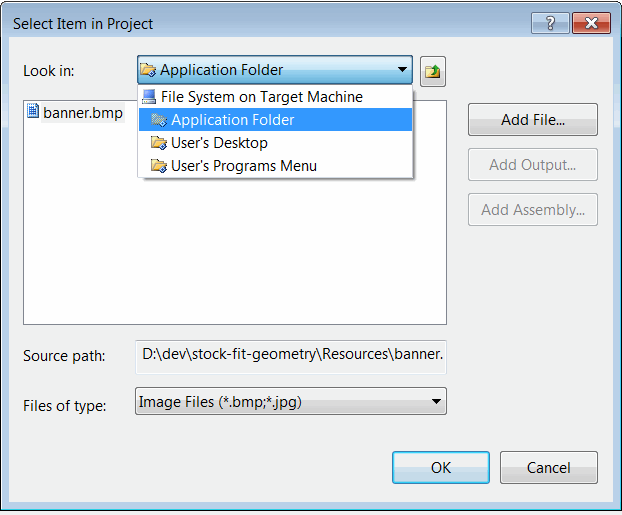 Select Item in Project
?
Look in: Application Folder
File System on Target Machine
banner.bmp
Application Folder
Add File...
User's Desktop
User's Programs Menu
Add Output...
Add Assembly...
Source path: D:\dev\stock-fit-geometry\Resources\banner.
Files of type: Image Files (*.bmp;*.jpg)
OK Cancel